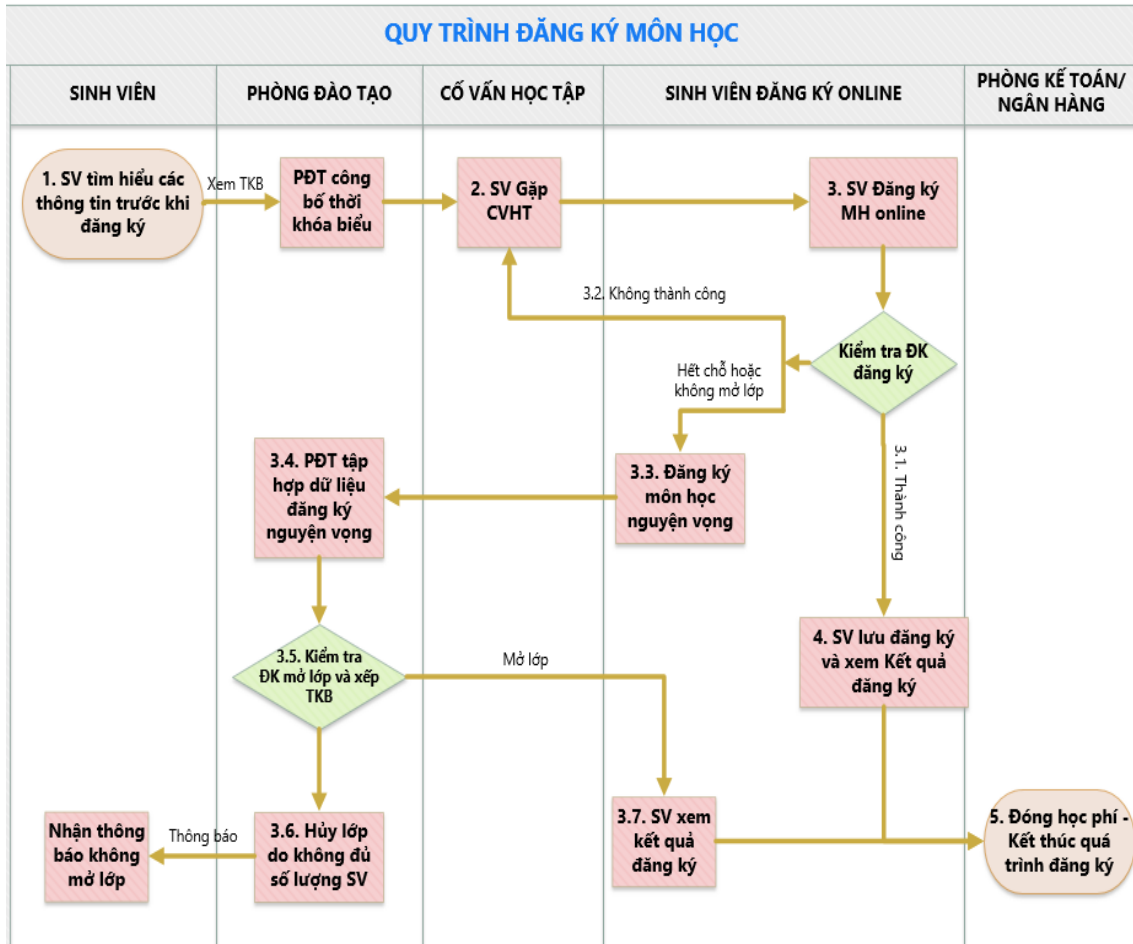 QUY TRÌNH ĐĂNG KÝ MÔN HỌC
SINH VIÊN
PHÒNG ĐÀO TẠO
CỐ VẤN HỌC TẬP
SINH VIÊN ĐĂNG KÝ ONLINE
PHÒNG KẾ TOÁN/
NGÂN HÀNG
1. SV tìm hiểu các
thông tin trước khi
đăng ký
Xem TKB
PĐT công
bố thời
khóa biểu
2. SV Gặp
CVHT
3. SV Đăng ký
MH online
3.2. Không thành công
Kiểm tra ĐK
đăng ký
Hết chỗ hoặc
không mở lớp
3.1. Thành công
3.3. Đăng ký
môn học
nguyện vọng
3.4. PĐT tập
hợp dữ liệu
đăng ký
nguyện vọng
3.5. Kiểm tra
ĐK mở lớp và xếp
TKB
Mở lớp
4. SV lưu đăng ký
và xem Kết quả
đăng ký
Nhận thông
báo không
mở lớp
Thông báo
3.6. Hủy lớp
do không đủ
số lượng SV
3.7. SV xem
kết quả
đăng ký
5. Đóng học phí -
Kết thúc quá
trình đăng ký